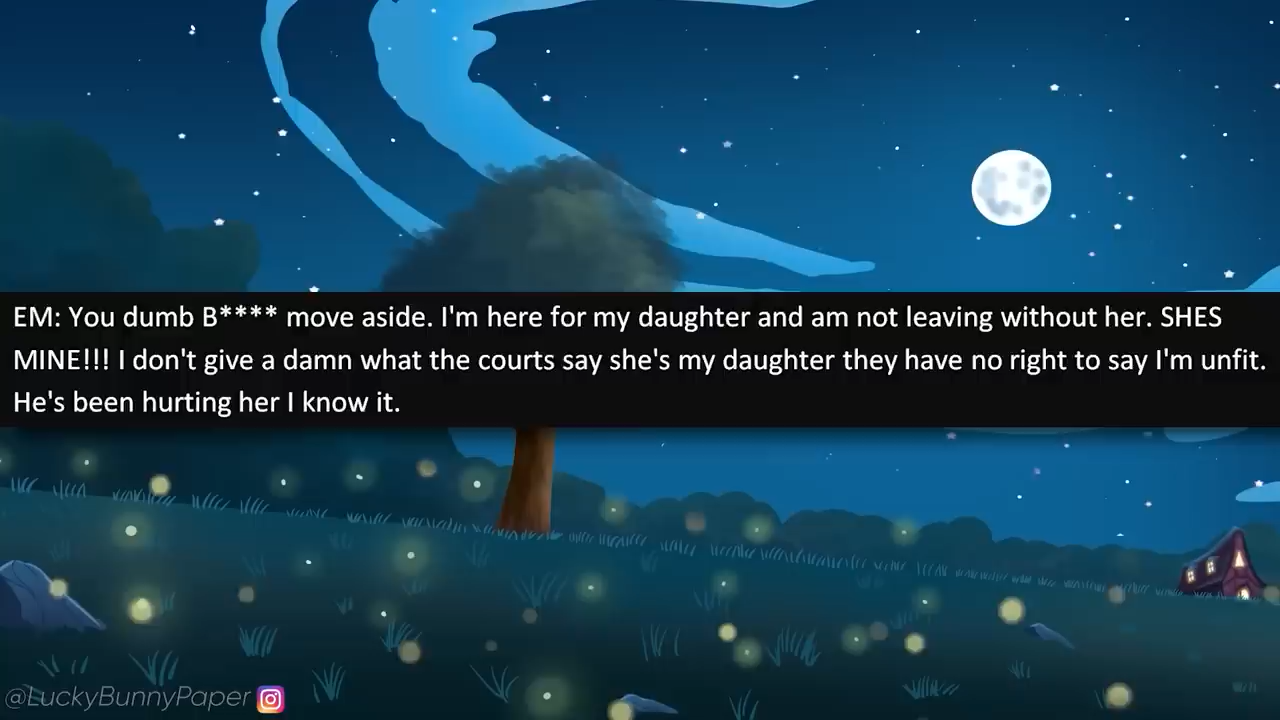 EM: You dumb B**** move aside. I'm here for my daughter and am not leaving without her. SHES
MINE!!! I don't give a damn what the courts say she's my daughter they have no right to say I'm unfit.
He's been hurting her I know it.
@LuckyBunnyPaper